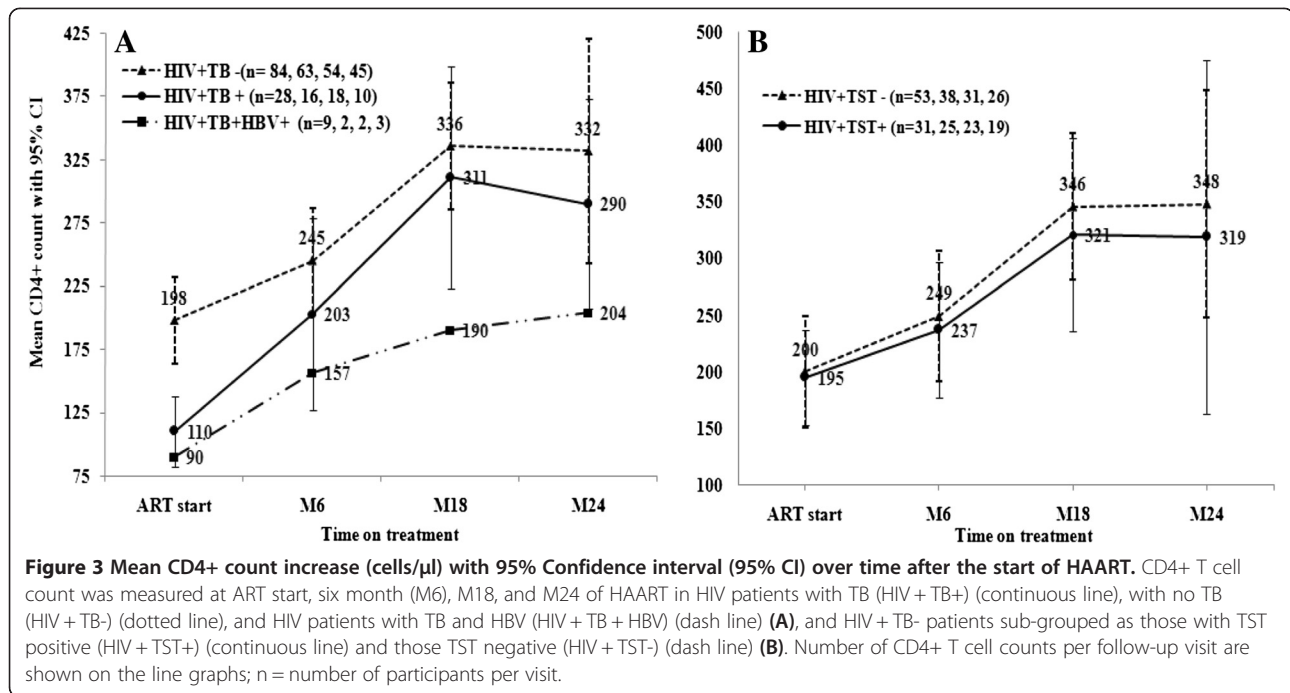 A
HIV+TB -(n= 84, 63, 54, 45)
HIV+TB + (n=28, 16, 18, 10)
HIV+TB+HBV+ (n=9, 2, 2, 3)
Mean CD4+ count with 95% CI
425
375
325
275
225
175
125
75
198
245
336
332
110
203
311
290
90
157
190
204
ART start
M6
M18
M24
Time on treatment
B
HIV+TST - (n=53, 38, 31, 26)
HIV+TST+ (n=31, 25, 23, 19)
500
450
400
350
300
250
200
150
100
200
249
346
348
195
237
321
319
ART start
M6
M18
M24
Time on treatment
Figure 3 Mean CD4+ count increase (cells/μl) with 95% Confidence interval (95% CI) over time after the start of HAART. CD4+ T cell
count was measured at ART start, six month (M6), M18, and M24 of HAART in HIV patients with TB (HIV + TB+) (continuous line), with no TB
(HIV + TB-) (dotted line), and HIV patients with TB and HBV (HIV + TB + HBV) (dash line) (A), and HIV + TB- patients sub-grouped as those with TST
positive (HIV + TST+) (continuous line) and those TST negative (HIV + TST-) (dash line) (B). Number of CD4+ T cell counts per follow-up visit are
shown on the line graphs; n = number of participants per visit.